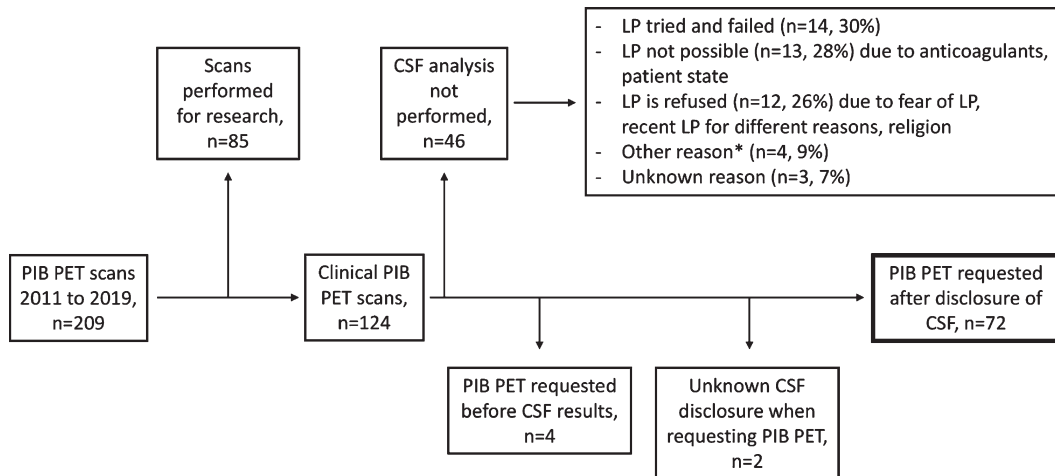 Scans
performed
for research,
n=85
CSF analysis
not
performed,
n=46
- LP tried and failed (n=14, 30%)
- LP not possible (n=13, 28%) due to anticoagulants,
patient state
- LP is refused (n=12, 26%) due to fear of LP,
recent LP for different reasons, religion
- Other reason* (n=4, 9%)
- Unknown reason (n=3, 7%)
PIB PET scans
2011 to 2019,
n=209
Clinical PIB
PET scans,
n=124
PIB PET requested
after disclosure of
CSF, n=72
PIB PET requested
before CSF results,
n=4
Unknown CSF
disclosure when
requesting PIB PET,
n=2